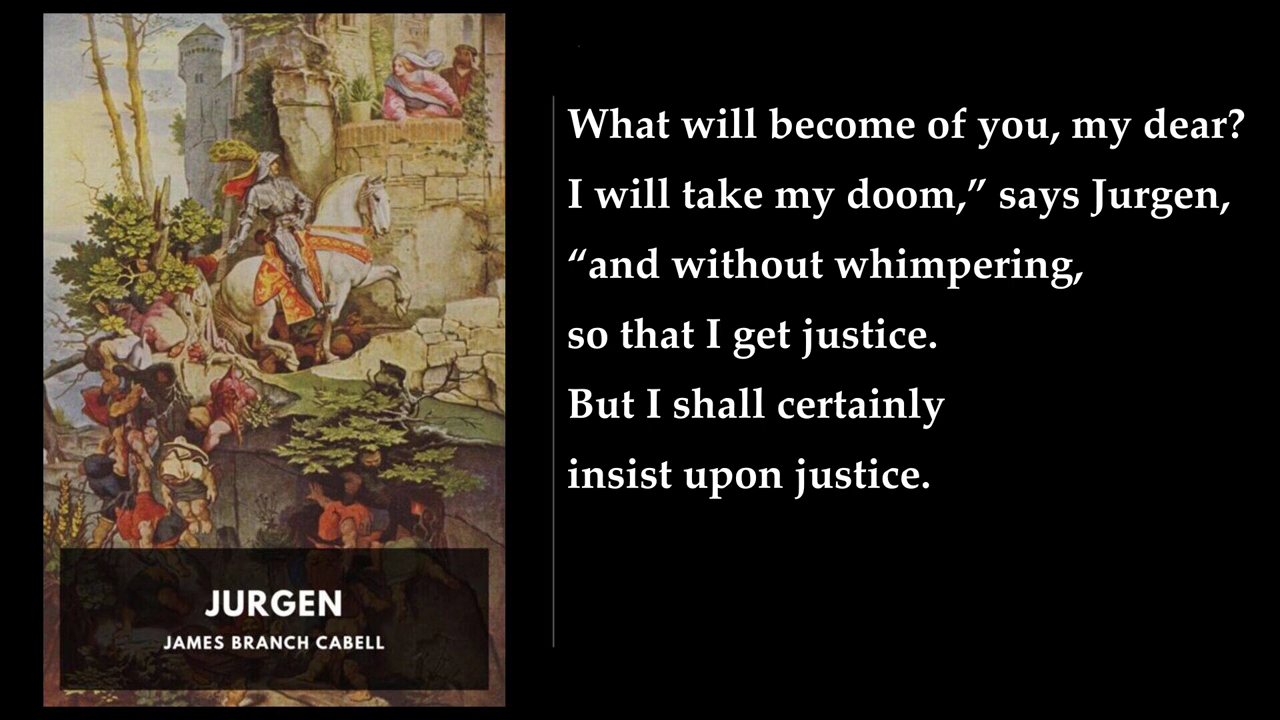 What will become of you, my dear?
I will take my doom,” says Jurgen,
“and without whimpering,
so that I get justice.
But I shall certainly
insist upon justice.
JURGEN
JAMES BRANCH CABELL